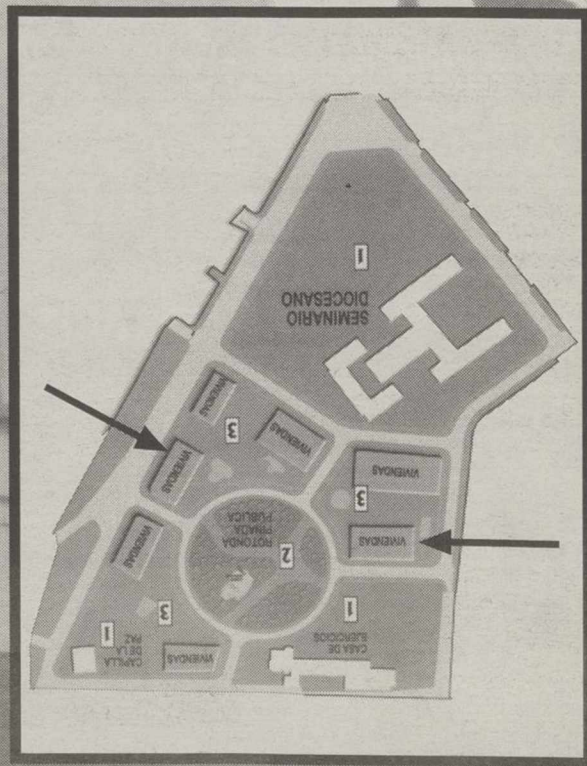 CASA DE
EJERCICIOS
1
VIVIENDAS
CAPILLA
DE LA
PAZ
1
3
2
ROTONDA
PINADA
PUBLICA
VIVIENDAS
VIVIENDAS
3
VIVIENDAS
VIVIENDAS
VIVIENDAS
3
VIVIENDAS
SEMINARIO
DIOCESANO
1